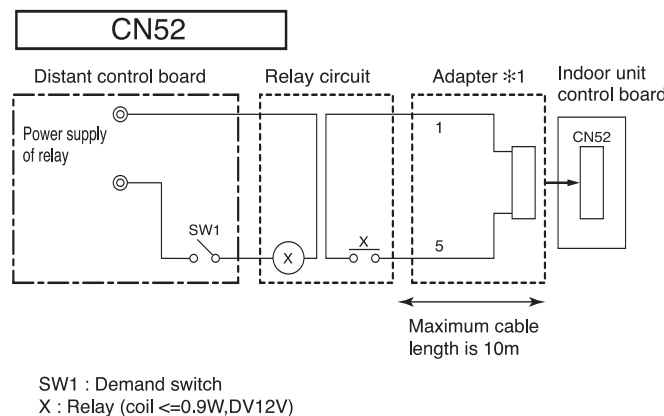 CN52
Distant control board
Relay circuit
Adapter ✻1
Indoor unit
control board
Power supply
of relay
1
CN52
SW1
X
X
5
Maximum cable
length is 10m
SW1 : Demand switch
X : Relay (coil <=0.9W,DV12V)